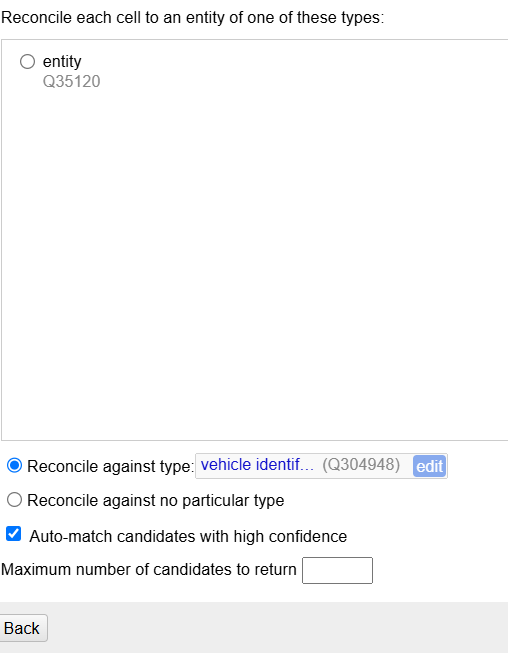 Reconcile each cell to an entity of one of these types:
entity
Q35120
Reconcile against type: vehicle identif... (Q304948) edit
Reconcile against no particular type
Auto-match candidates with high confidence
Maximum number of candidates to return
Back